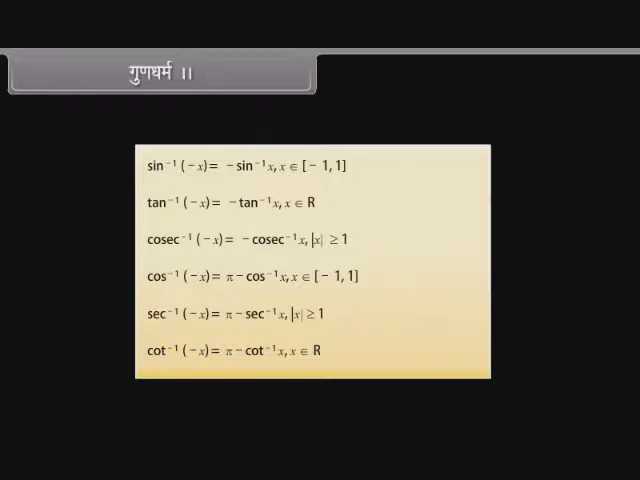 गुणधर्म ।।
sin⁻¹ (−x) = −sin⁻¹x, x ∈ [− 1, 1]
tan⁻¹ (−x) = −tan⁻¹x, x ∈ R
cosec⁻¹ (−x) = −cosec⁻¹x, |x| ≥ 1
cos⁻¹ (−x) = π − cos⁻¹x, x ∈ [− 1, 1]
sec⁻¹ (−x) = π − sec⁻¹x, |x| ≥ 1
cot⁻¹ (−x) = π − cot⁻¹x, x ∈ R